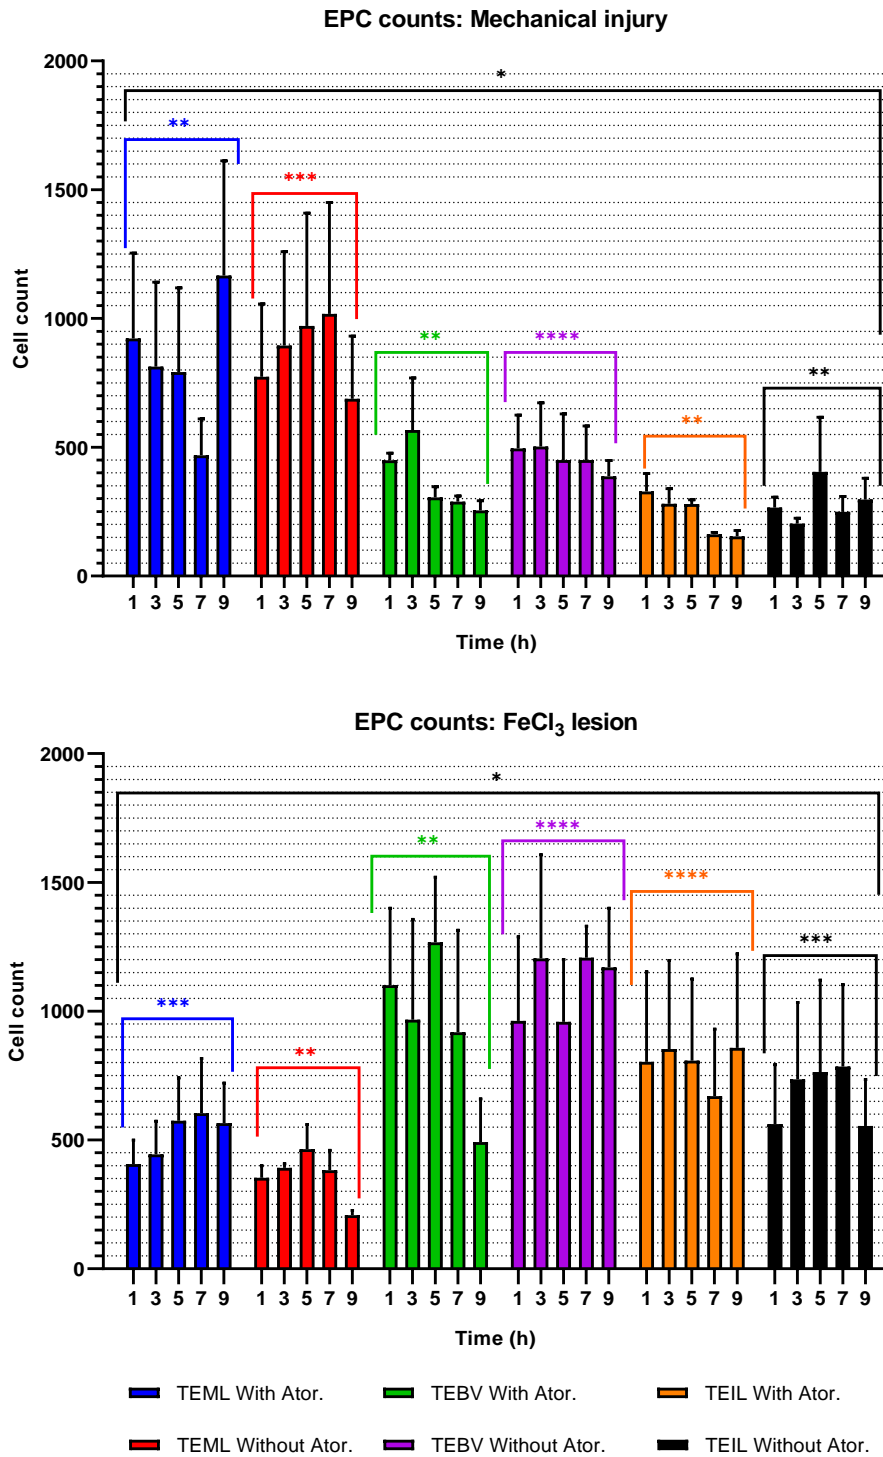 EPC counts: Mechanical injury
2000
*
**
1500
***
Cell count
1000
**
****
**
**
500
0
1 3 5 7 9 1 3 5 7 9 1 3 5 7 9 1 3 5 7 9 1 3 5 7 9 1 3 5 7 9
Time (h)
EPC counts: FeCl₃ lesion
2000
*
****
**
1500
****
***
Cell count
1000
***
**
500
0
1 3 5 7 9 1 3 5 7 9 1 3 5 7 9 1 3 5 7 9 1 3 5 7 9 1 3 5 7 9
Time (h)
TEML With Ator. TEBV With Ator. TEIL With Ator.
TEML Without Ator. TEBV Without Ator. TEIL Without Ator.